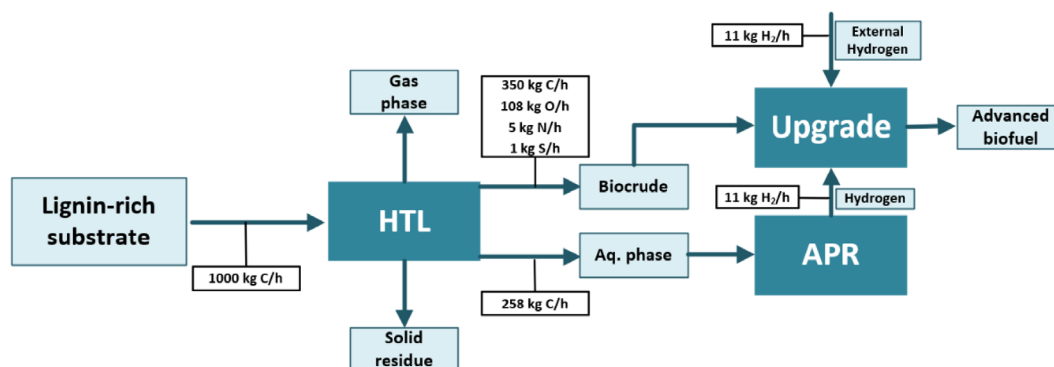 11 kg H₂/h
External
Hydrogen
Gas
phase
350 kg C/h
108 kg O/h
5 kg N/h
1 kg S/h
Upgrade
Advanced
biofuel
Lignin-rich
substrate
HTL
Biocrude
11 kg H₂/h
Hydrogen
Aq. phase
APR
1000 kg C/h
258 kg C/h
Solid
residue